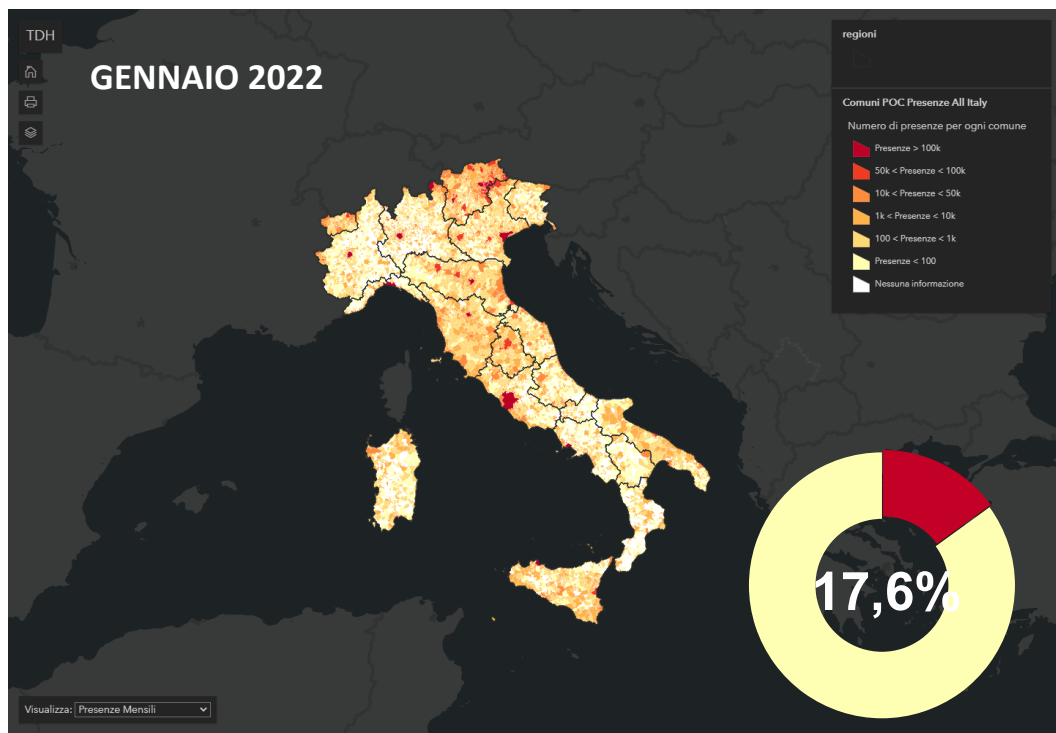 TDH
GENNAIO 2022
regioni
Comuni POC Presenze All Italy
Numero di presenze per ogni comune
Presenze > 100k
50k < Presenze < 100k
10k < Presenze < 50k
1k < Presenze < 10k
100 < Presenze < 1k
Presenze < 100
Nessuna informazione
17,6%
Visualizza: Presenze Mensili